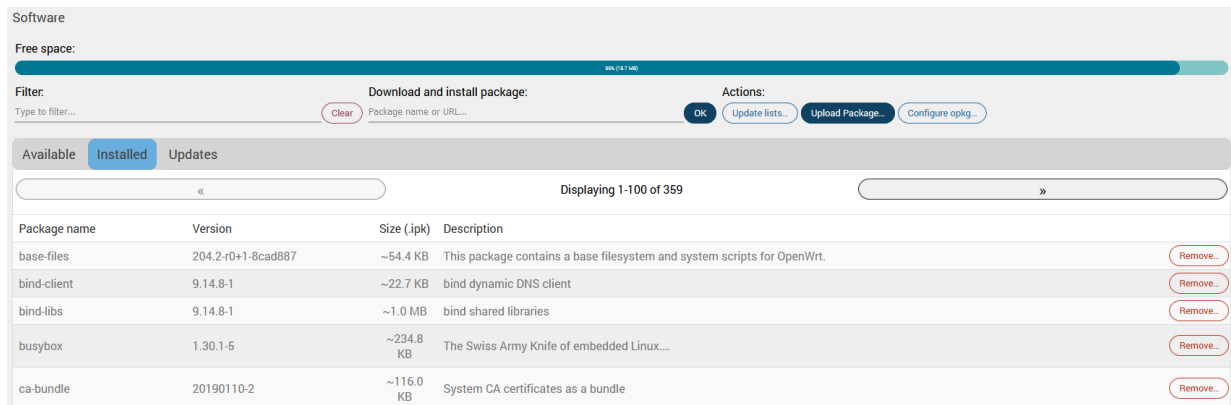 Software
Free space:
96% (19.7 MB)
Filter:
Download and install package:
Actions:
Type to filter...
Clear
Package name or URL...
OK
Update lists...
Upload Package...
Configure opkg...
Available Installed Updates
« Displaying 1-100 of 359 »
Package name Version Size (.ipk) Description
base-files 204.2-r0+1-8cad887 ~54.4 KB This package contains a base filesystem and system scripts for OpenWrt. Remove...
bind-client 9.14.8-1 ~22.7 KB bind dynamic DNS client Remove...
bind-libs 9.14.8-1 ~1.0 MB bind shared libraries Remove...
busybox 1.30.1-5 ~234.8 KB The Swiss Army Knife of embedded Linux.... Remove...
ca-bundle 20190110-2 ~116.0 KB System CA certificates as a bundle Remove...